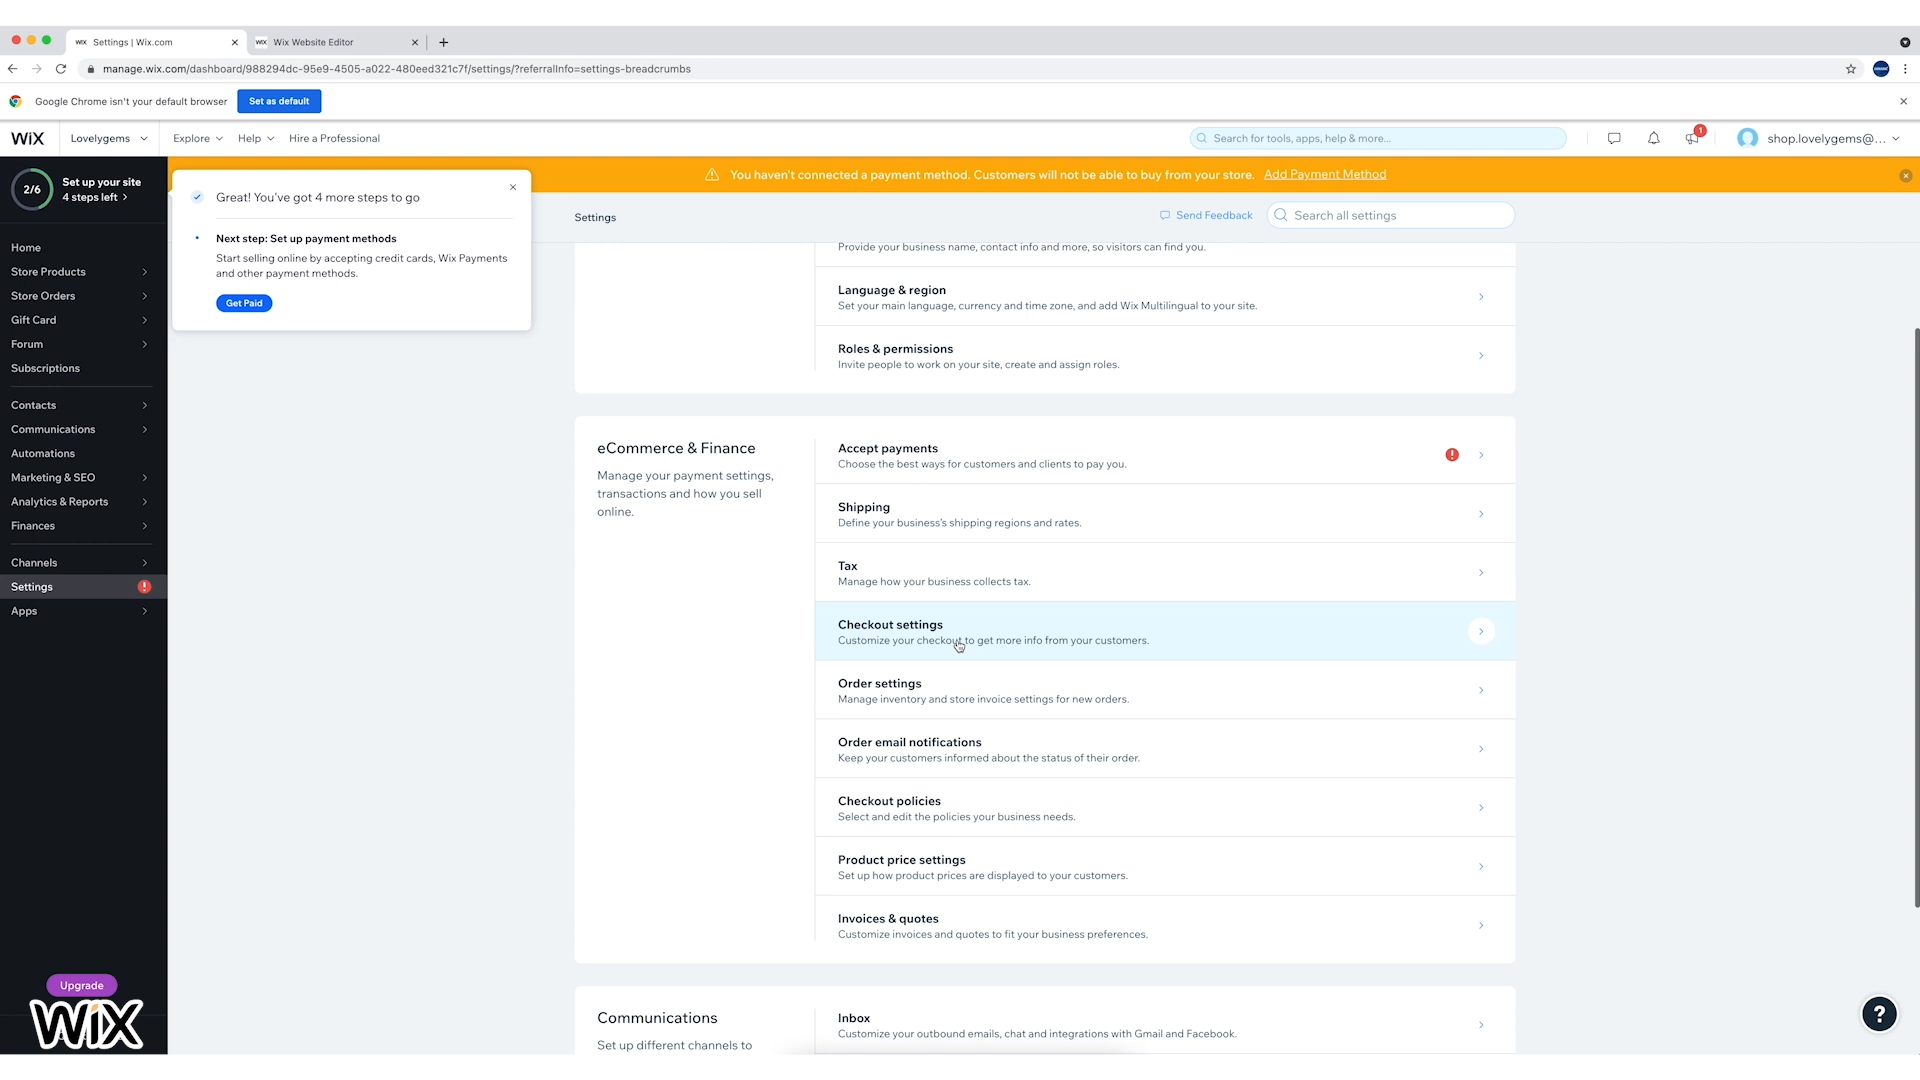 WiX Settings | Wix.com
WiX Wix Website Editor
manage.wix.com/dashboard/988294dc-95e9-4505-a022-480eed321c7f/settings/?referralInfo=settings-breadcrumbs
Google Chrome isn't your default browser Set as default
WiX Lovelygems Explore Help Hire a Professional Search for tools, apps, help & more... 1 shop.lovelygems@...
2/6 Set up your site
4 steps left >
You haven't connected a payment method. Customers will not be able to buy from your store. Add Payment Method
Great! You've got 4 more steps to go
Next step: Set up payment methods
Start selling online by accepting credit cards, Wix Payments
and other payment methods.
Get Paid
Settings Send Feedback Search all settings
Home
Store Products
Store Orders
Gift Card
Forum
Subscriptions
Contacts
Communications
Automations
Marketing & SEO
Analytics & Reports
Finances
Channels
Settings !
Apps
Upgrade
WiX
Provide your business name, contact info and more, so visitors can find you.
Language & region
Set your main language, currency and time zone, and add Wix Multilingual to your site.
Roles & permissions
Invite people to work on your site, create and assign roles.
eCommerce & Finance
Manage your payment settings,
transactions and how you sell
online.
Accept payments
Choose the best ways for customers and clients to pay you.
!
Shipping
Define your business's shipping regions and rates.
Tax
Manage how your business collects tax.
Checkout settings
Customize your checkout to get more info from your customers.
Order settings
Manage inventory and store invoice settings for new orders.
Order email notifications
Keep your customers informed about the status of their order.
Checkout policies
Select and edit the policies your business needs.
Product price settings
Set up how product prices are displayed to your customers.
Invoices & quotes
Customize invoices and quotes to fit your business preferences.
Communications
Set up different channels to
Inbox
Customize your outbound emails, chat and integrations with Gmail and Facebook.
?